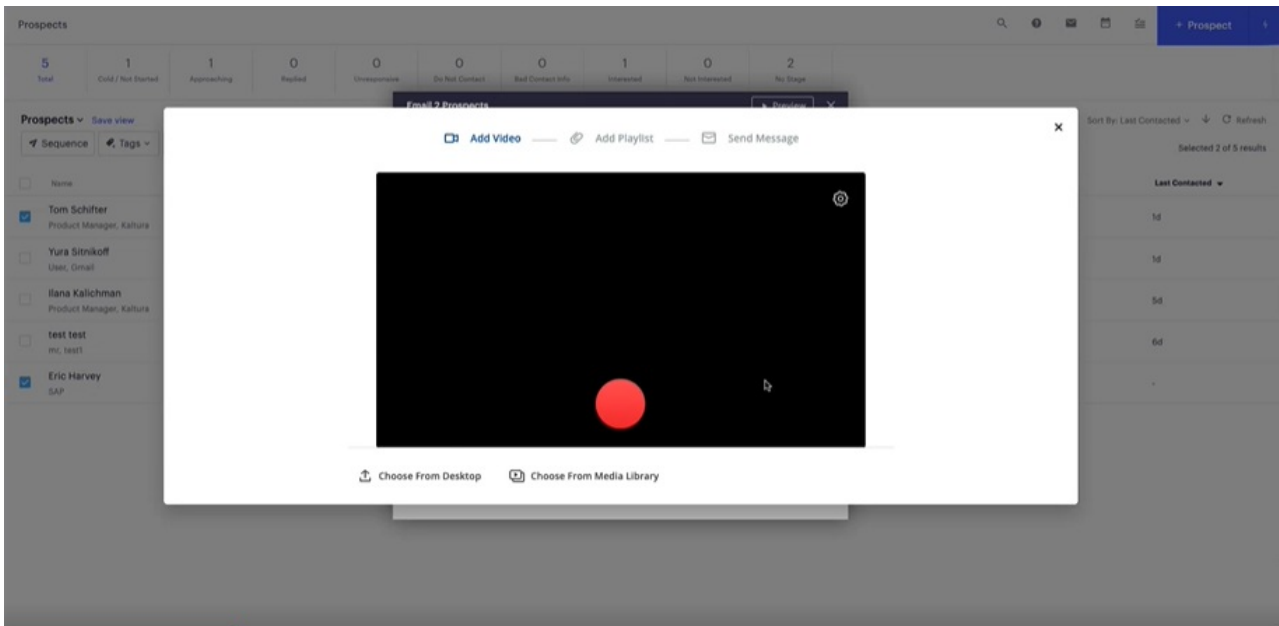 Prospects
+ Prospect
5 1 1 0 0 0 0 1 0 2
Total Cold / Not Started Approaching Replied Unresponsive Do Not Contact Bad Contact Info Interested Not Interested No Stage
Email 2 Prospects Preview
Prospects Save view
Sort By: Last Contacted Refresh
Add Video Add Playlist Send Message
Sequence Tags
Selected 2 of 5 results
Name
Last Contacted
Tom Schifter
1d
Product Manager, Kaltura
Yura Sitnikoff
1d
User, Gmail
Ilana Kalichman
5d
Product Manager, Kaltura
test test
6d
mr, test1
Eric Harvey
-
SAP
Choose From Desktop Choose From Media Library